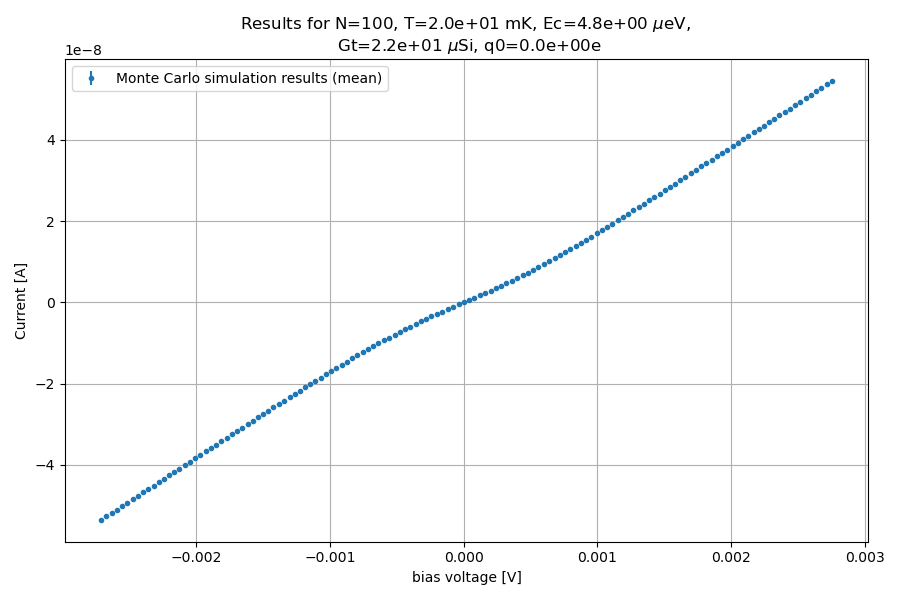 Results for N=100, T=2.0e+01 mK, Ec=4.8e+00 μeV,
Gt=2.2e+01 μSi, q0=0.0e+00e
1e−8
Monte Carlo simulation results (mean)
4
2
0
−2
−4
Current [A]
−0.002 −0.001 0.000 0.001 0.002 0.003
bias voltage [V]